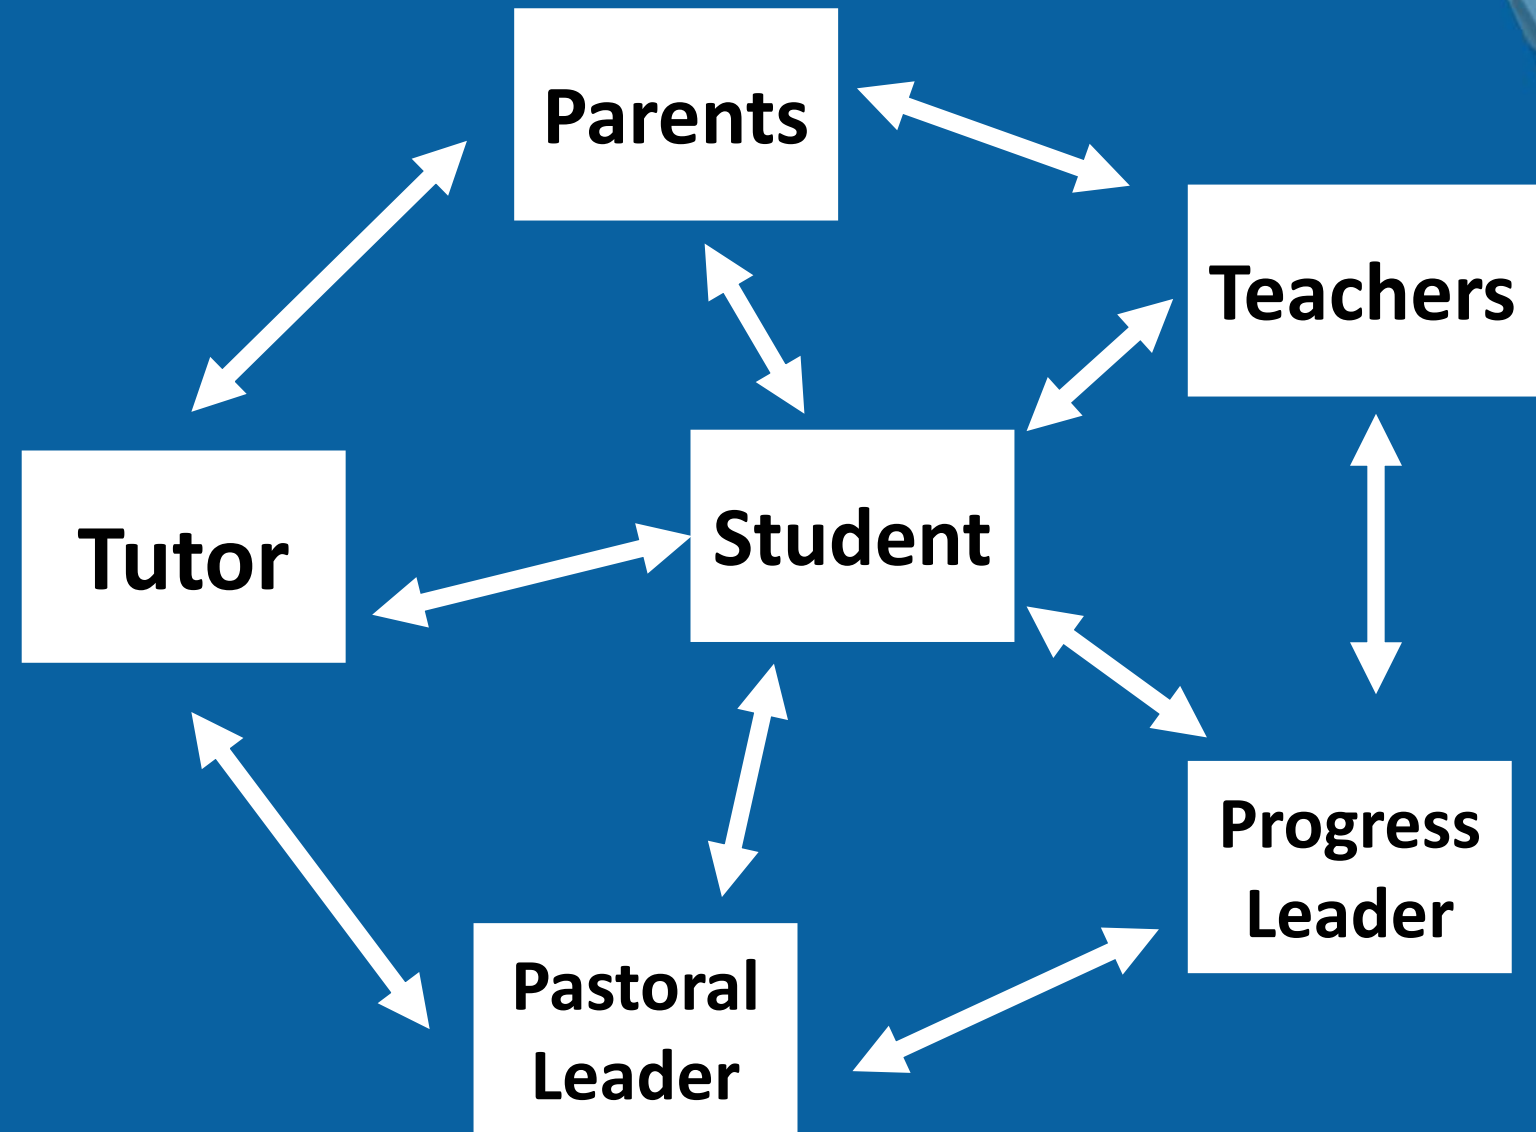 Parents
Teachers
Student
Tutor
Progress
Leader
Pastoral
Leader